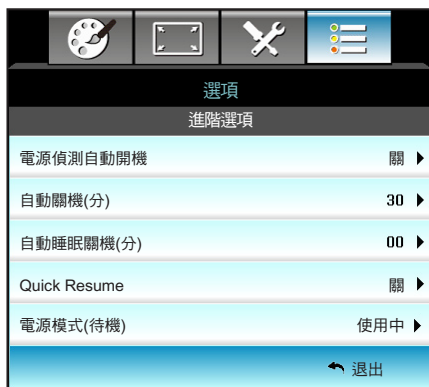 選項
進階選項
電源偵測自動開機 關
自動關機(分) 30
自動睡眠關機(分) 00
Quick Resume 關
電源模式(待機) 使用中
退出